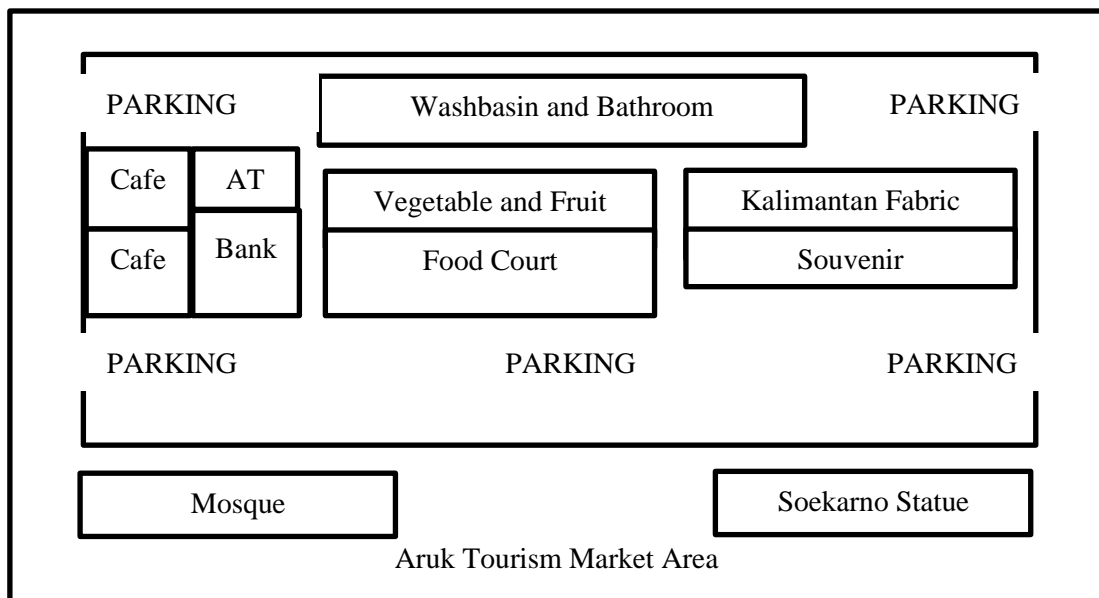 PARKING
Washbasin and Bathroom
PARKING
Cafe
AT
Vegetable and Fruit
Kalimantan Fabric
Cafe
Bank
Food Court
Souvenir
PARKING
PARKING
PARKING
Mosque
Soekarno Statue
Aruk Tourism Market Area